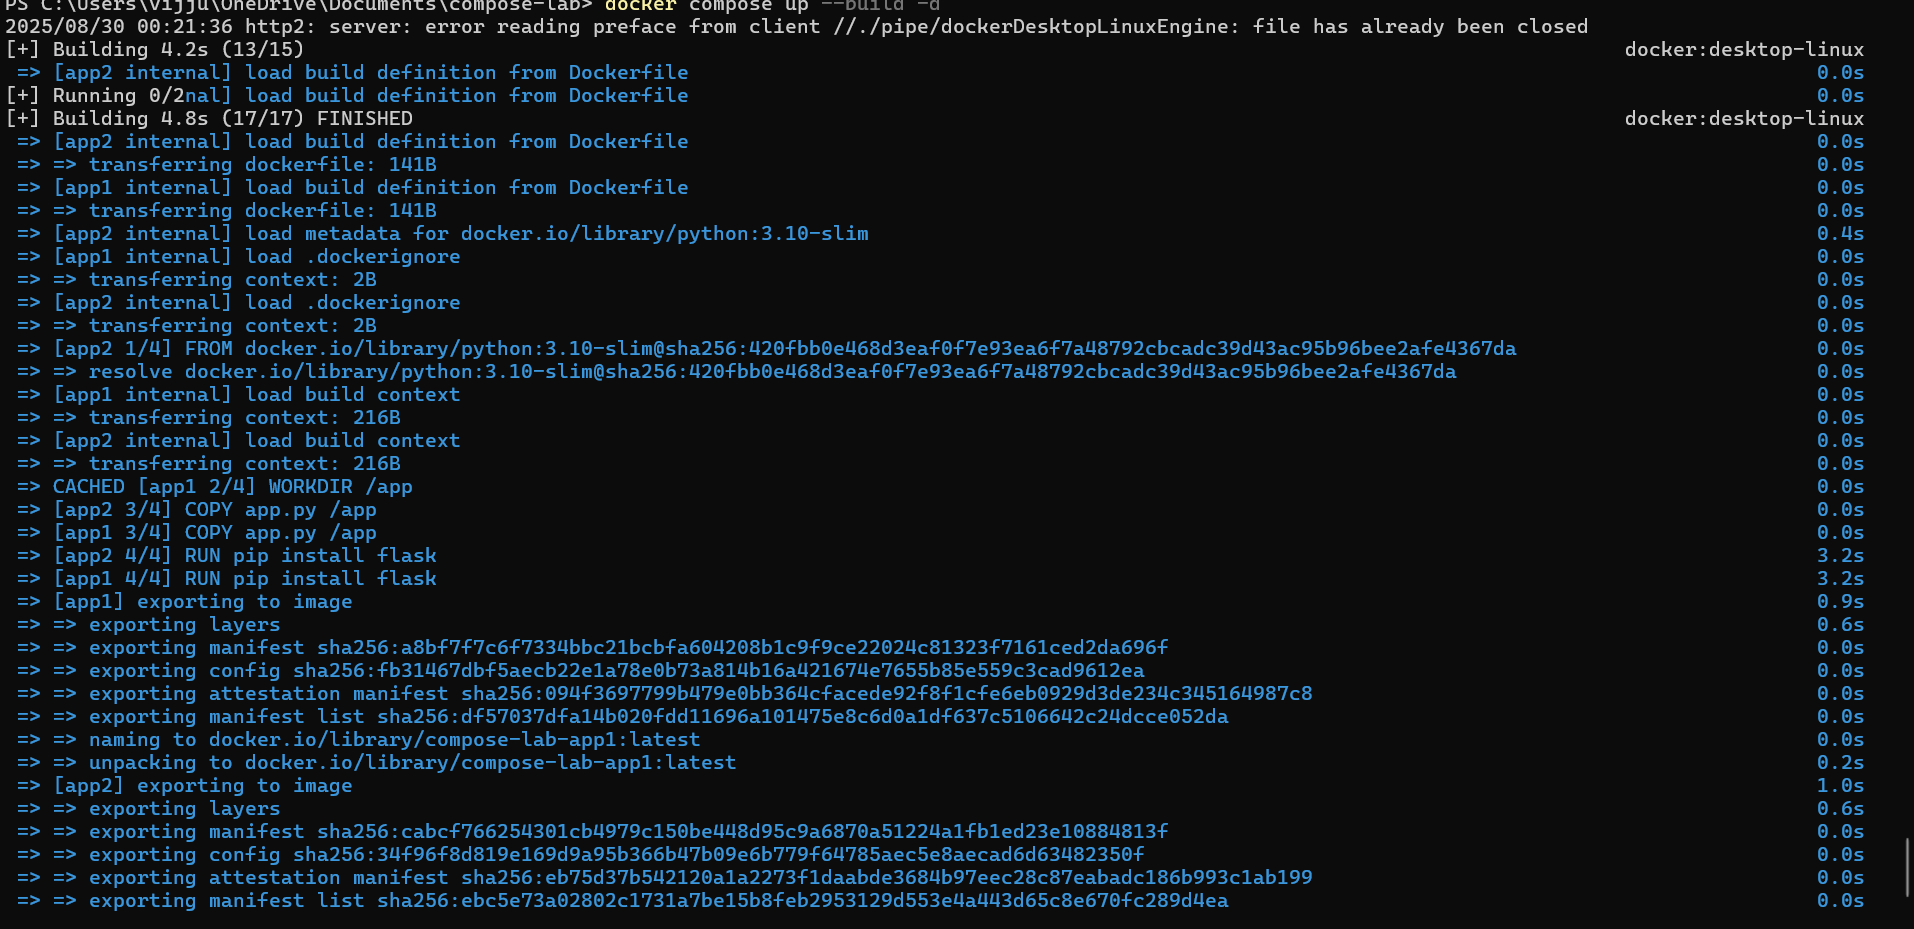 PS C:\Users\vijju\OneDrive\Documents\compose-lab> docker compose up --build -d
2025/08/30 00:21:36 http2: server: error reading preface from client //./pipe/dockerDesktopLinuxEngine: file has already been closed
[+] Building 4.2s (13/15) docker:desktop-linux
=> [app2 internal] load build definition from Dockerfile 0.0s
[+] Running 0/2nal] load build definition from Dockerfile 0.0s
[+] Building 4.8s (17/17) FINISHED docker:desktop-linux
=> [app2 internal] load build definition from Dockerfile 0.0s
=> => transferring dockerfile: 141B 0.0s
=> [app1 internal] load build definition from Dockerfile 0.0s
=> => transferring dockerfile: 141B 0.0s
=> [app2 internal] load metadata for docker.io/library/python:3.10-slim 0.4s
=> [app1 internal] load .dockerignore 0.0s
=> => transferring context: 2B 0.0s
=> [app2 internal] load .dockerignore 0.0s
=> => transferring context: 2B 0.0s
=> [app2 1/4] FROM docker.io/library/python:3.10-slim@sha256:420fbb0e468d3eaf0f7e93ea6f7a48792cbcadc39d43ac95b96bee2afe4367da 0.0s
=> => resolve docker.io/library/python:3.10-slim@sha256:420fbb0e468d3eaf0f7e93ea6f7a48792cbcadc39d43ac95b96bee2afe4367da 0.0s
=> [app1 internal] load build context 0.0s
=> => transferring context: 216B 0.0s
=> [app2 internal] load build context 0.0s
=> => transferring context: 216B 0.0s
=> CACHED [app1 2/4] WORKDIR /app 0.0s
=> [app2 3/4] COPY app.py /app 0.0s
=> [app1 3/4] COPY app.py /app 0.0s
=> [app2 4/4] RUN pip install flask 3.2s
=> [app1 4/4] RUN pip install flask 3.2s
=> [app1] exporting to image 0.9s
=> => exporting layers 0.6s
=> => exporting manifest sha256:a8bf7f7c6f7334bbc21bcbfa604208b1c9f9ce22024c81323f7161ced2da696f 0.0s
=> => exporting config sha256:fb31467dbf5aecb22e1a78e0b73a814b16a421674e7655b85e559c3cad9612ea 0.0s
=> => exporting attestation manifest sha256:094f3697799b479e0bb364cfacede92f8f1cfe6eb0929d3de234c345164987c8 0.0s
=> => exporting manifest list sha256:df57037dfa14b020fdd11696a101475e8c6d0a1df637c5106642c24dcce052da 0.0s
=> => naming to docker.io/library/compose-lab-app1:latest 0.0s
=> => unpacking to docker.io/library/compose-lab-app1:latest 0.2s
=> [app2] exporting to image 1.0s
=> => exporting layers 0.6s
=> => exporting manifest sha256:cabcf766254301cb4979c150be448d95c9a6870a51224a1fb1ed23e10884813f 0.0s
=> => exporting config sha256:34f96f8d819e169d9a95b366b47b09e6b779f64785aec5e8aecad6d63482350f 0.0s
=> => exporting attestation manifest sha256:eb75d37b542120a1a2273f1daabde3684b97eec28c87eabadc186b993c1ab199 0.0s
=> => exporting manifest list sha256:ebc5e73a02802c1731a7be15b8feb2953129d553e4a443d65c8e670fc289d4ea 0.0s